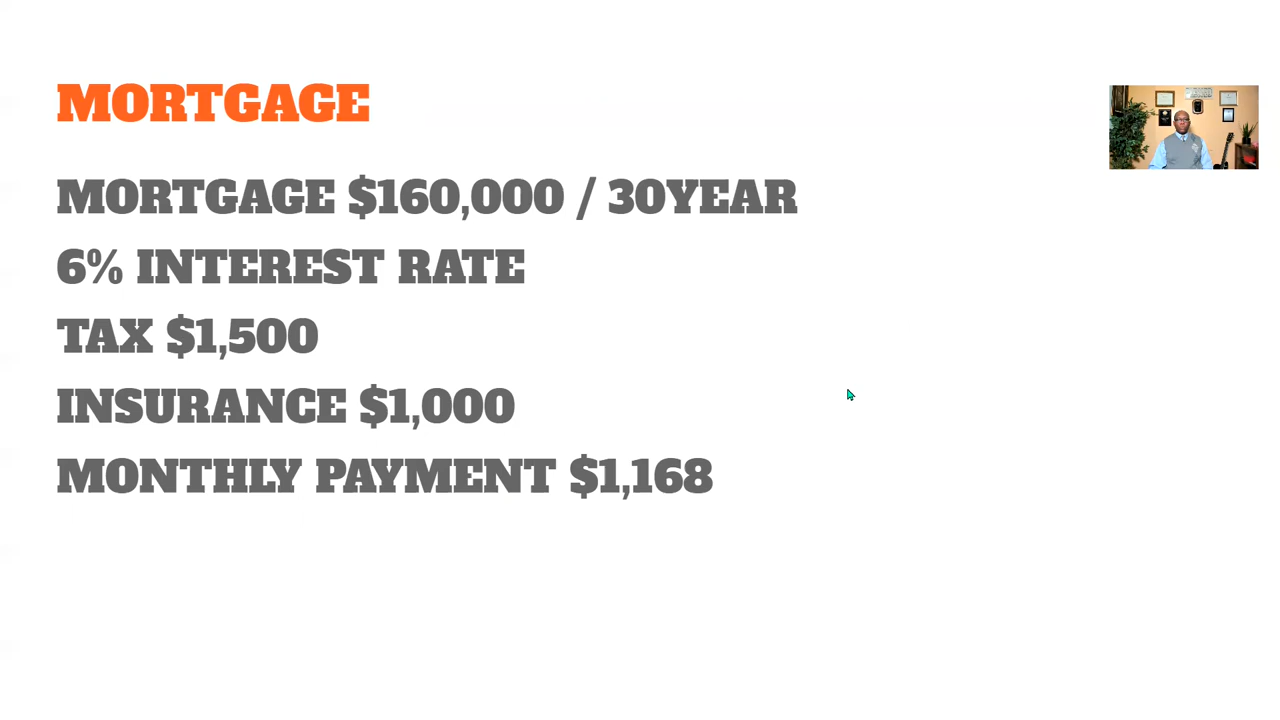 MORTGAGE
MORTGAGE $160,000 / 30YEAR
6% INTEREST RATE
TAX $1,500
INSURANCE $1,000
MONTHLY PAYMENT $1,168